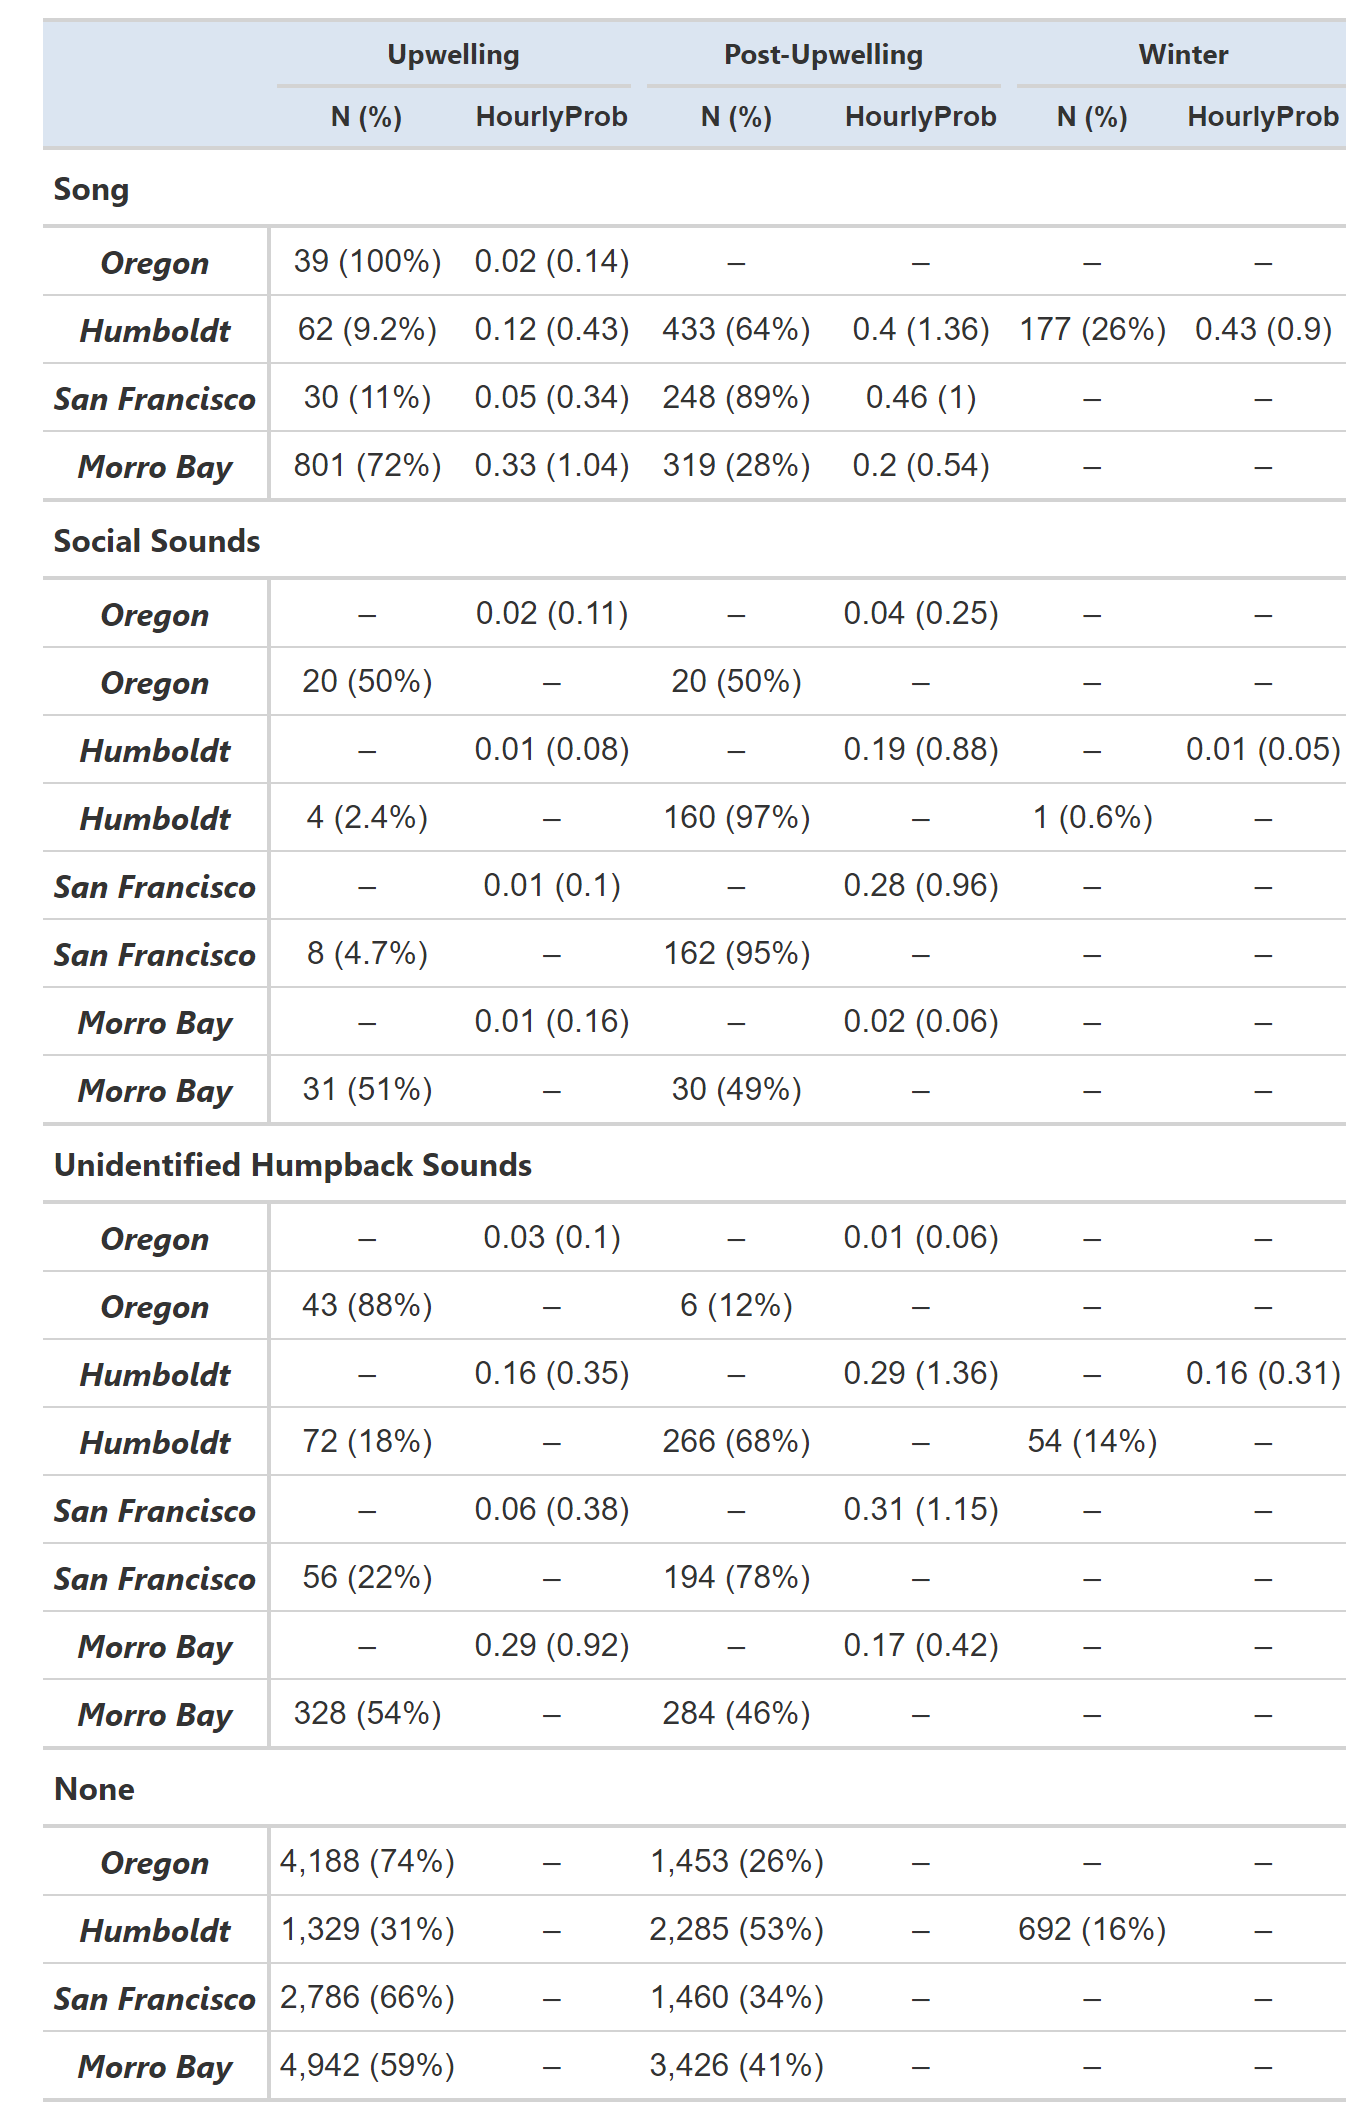 Upwelling Post-Upwelling Winter
N (%) HourlyProb N (%) HourlyProb N (%) HourlyProb
Song
Oregon 39 (100%) 0.02 (0.14) – – – –
Humboldt 62 (9.2%) 0.12 (0.43) 433 (64%) 0.4 (1.36) 177 (26%) 0.43 (0.9)
San Francisco 30 (11%) 0.05 (0.34) 248 (89%) 0.46 (1) – –
Morro Bay 801 (72%) 0.33 (1.04) 319 (28%) 0.2 (0.54) – –
Social Sounds
Oregon – 0.02 (0.11) – 0.04 (0.25) – –
Oregon 20 (50%) – 20 (50%) – – –
Humboldt – 0.01 (0.08) – 0.19 (0.88) – 0.01 (0.05)
Humboldt 4 (2.4%) – 160 (97%) – 1 (0.6%) –
San Francisco – 0.01 (0.1) – 0.28 (0.96) – –
San Francisco 8 (4.7%) – 162 (95%) – – –
Morro Bay – 0.01 (0.16) – 0.02 (0.06) – –
Morro Bay 31 (51%) – 30 (49%) – – –
Unidentified Humpback Sounds
Oregon – 0.03 (0.1) – 0.01 (0.06) – –
Oregon 43 (88%) – 6 (12%) – – –
Humboldt – 0.16 (0.35) – 0.29 (1.36) – 0.16 (0.31)
Humboldt 72 (18%) – 266 (68%) – 54 (14%) –
San Francisco – 0.06 (0.38) – 0.31 (1.15) – –
San Francisco 56 (22%) – 194 (78%) – – –
Morro Bay – 0.29 (0.92) – 0.17 (0.42) – –
Morro Bay 328 (54%) – 284 (46%) – – –
None
Oregon 4,188 (74%) – 1,453 (26%) – – –
Humboldt 1,329 (31%) – 2,285 (53%) – 692 (16%) –
San Francisco 2,786 (66%) – 1,460 (34%) – – –
Morro Bay 4,942 (59%) – 3,426 (41%) – – –